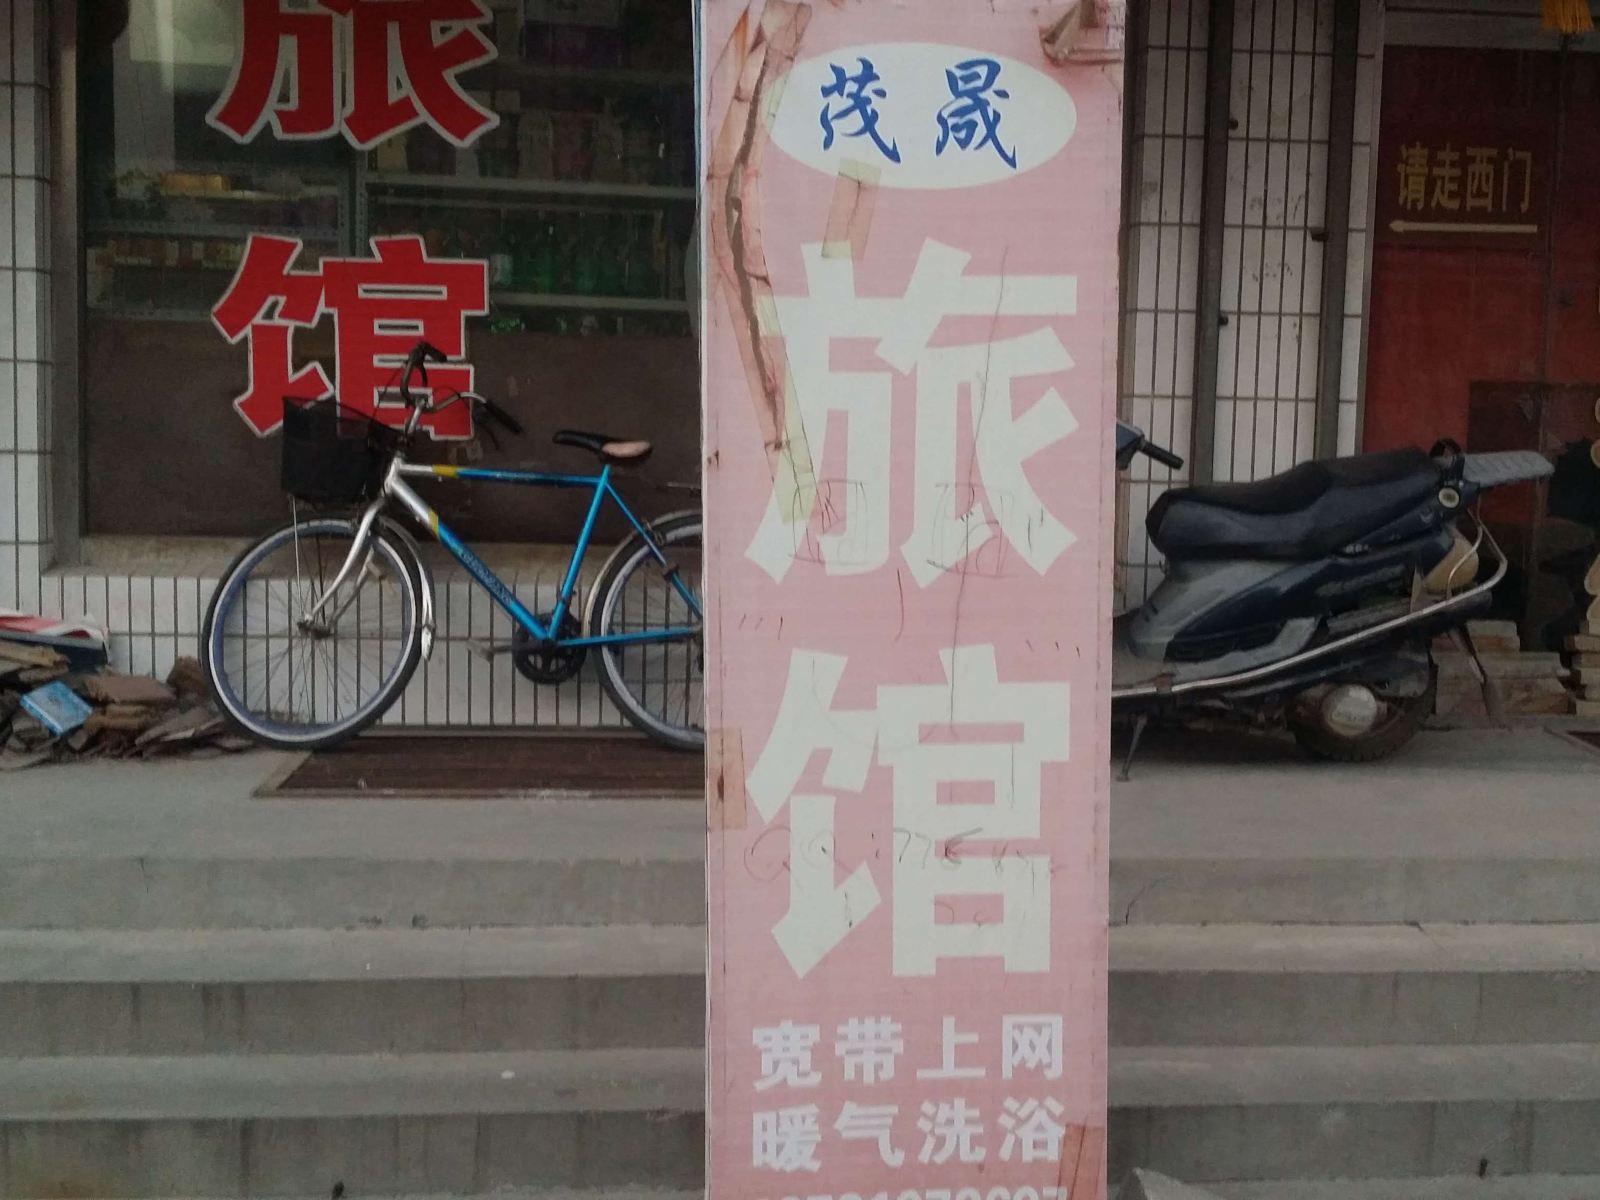 旅馆
茂晟
旅馆
宽带上网
暖气洗浴
请走西门